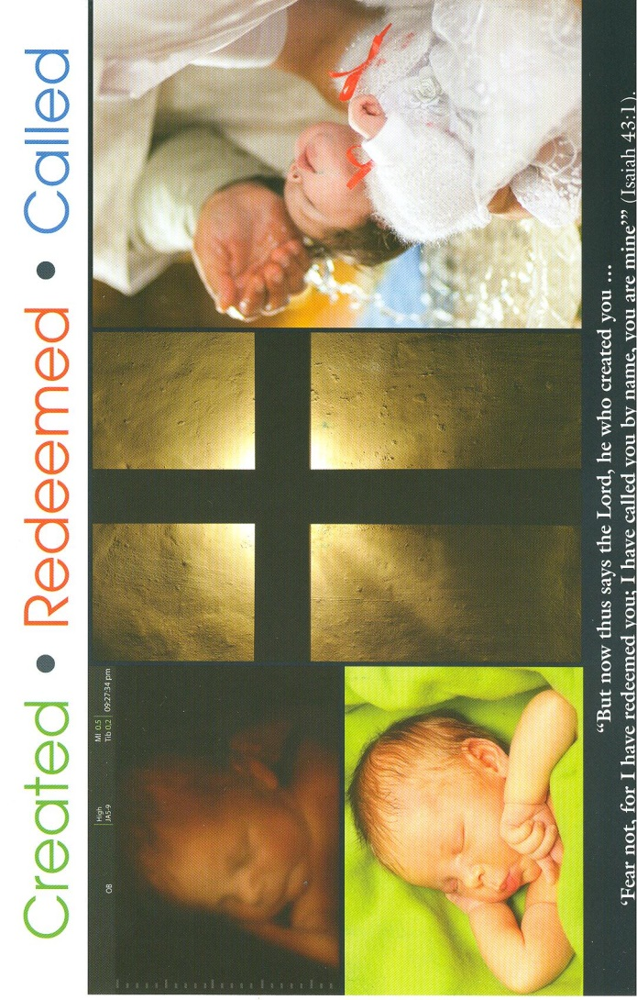 Created • Redeemed • Called
OB
High
JA5-9
MI 0.5
Tib 0.2
09:27:34 pm
“But now thus says the Lord, he who created you ...
‘Fear not, for I have redeemed you; I have called you by name, you are mine’” (Isaiah 43:1)